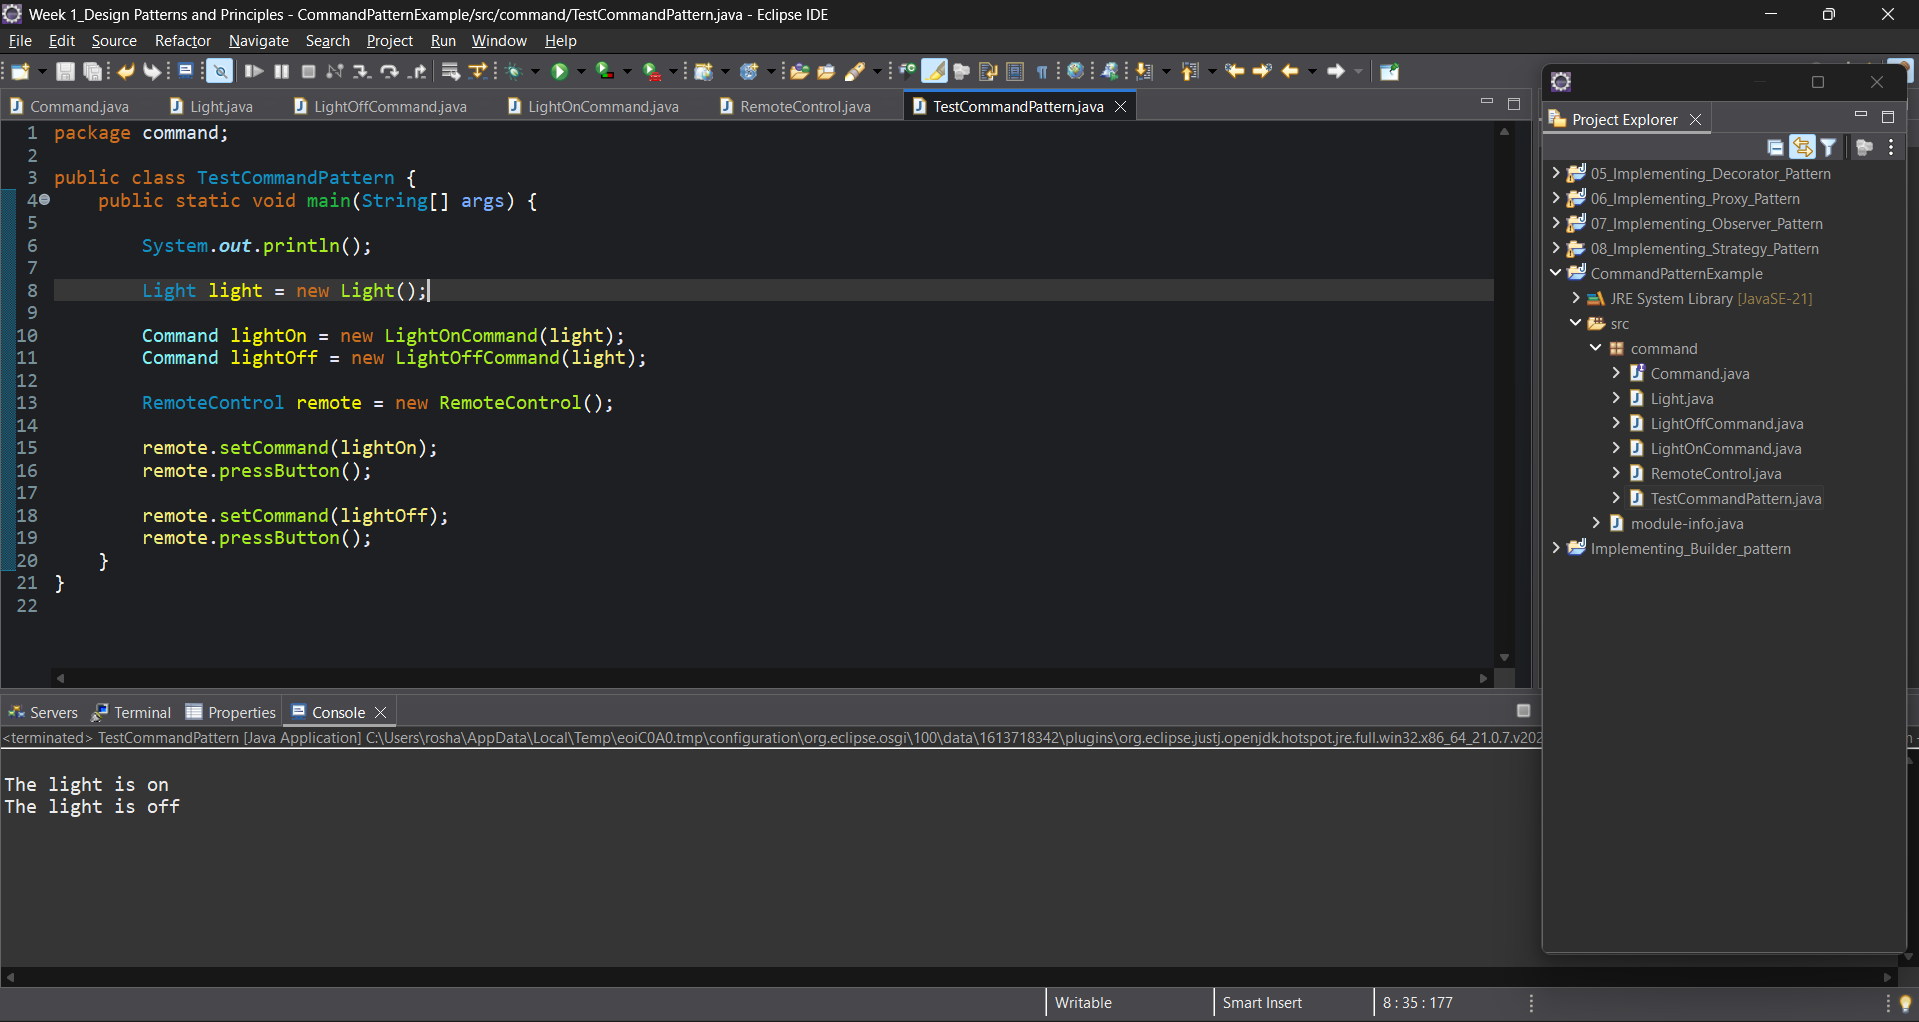 Week 1_Design Patterns and Principles - CommandPatternExample/src/command/TestCommandPattern.java - Eclipse IDE
File Edit Source Refactor Navigate Search Project Run Window Help
Command.java Light.java LightOffCommand.java LightOnCommand.java RemoteControl.java TestCommandPattern.java
1 package command;
2
3 public class TestCommandPattern {
4 public static void main(String[] args) {
5
6 System.out.println();
7
8 Light light = new Light();
9
10 Command lightOn = new LightOnCommand(light);
11 Command lightOff = new LightOffCommand(light);
12
13 RemoteControl remote = new RemoteControl();
14
15 remote.setCommand(lightOn);
16 remote.pressButton();
17
18 remote.setCommand(lightOff);
19 remote.pressButton();
20 }
21 }
22
Project Explorer
05_Implementing_Decorator_Pattern
06_Implementing_Proxy_Pattern
07_Implementing_Observer_Pattern
08_Implementing_Strategy_Pattern
CommandPatternExample
JRE System Library [JavaSE-21]
src
command
Command.java
Light.java
LightOffCommand.java
LightOnCommand.java
RemoteControl.java
TestCommandPattern.java
module-info.java
Implementing_Builder_pattern
Servers Terminal Properties Console
<terminated> TestCommandPattern [Java Application] C:\Users\rosha\AppData\Local\Temp\eoiC0A0.tmp\configuration\org.eclipse.osgi\100\data\1613718342\plugins\org.eclipse.justj.openjdk.hotspot.jre.full.win32.x86_64_21.0.7.v202
The light is on
The light is off
Writable Smart Insert 8 : 35 : 177